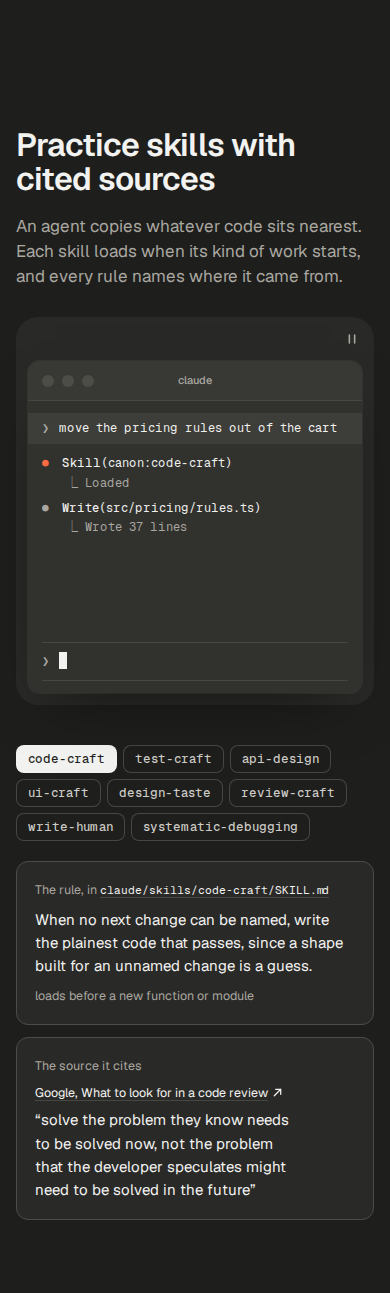 Practice skills with
cited sources
An agent copies whatever code sits nearest.
Each skill loads when its kind of work starts,
and every rule names where it came from.
claude
❯ move the pricing rules out of the cart
● Skill(canon:code-craft)
⎿ Loaded
● Write(src/pricing/rules.ts)
⎿ Wrote 37 lines
❯
code-craft test-craft api-design
ui-craft design-taste review-craft
write-human systematic-debugging
The rule, in claude/skills/code-craft/SKILL.md
When no next change can be named, write
the plainest code that passes, since a shape
built for an unnamed change is a guess.
loads before a new function or module
The source it cites
Google, What to look for in a code review ↗
“solve the problem they know needs
to be solved now, not the problem
that the developer speculates might
need to be solved in the future”